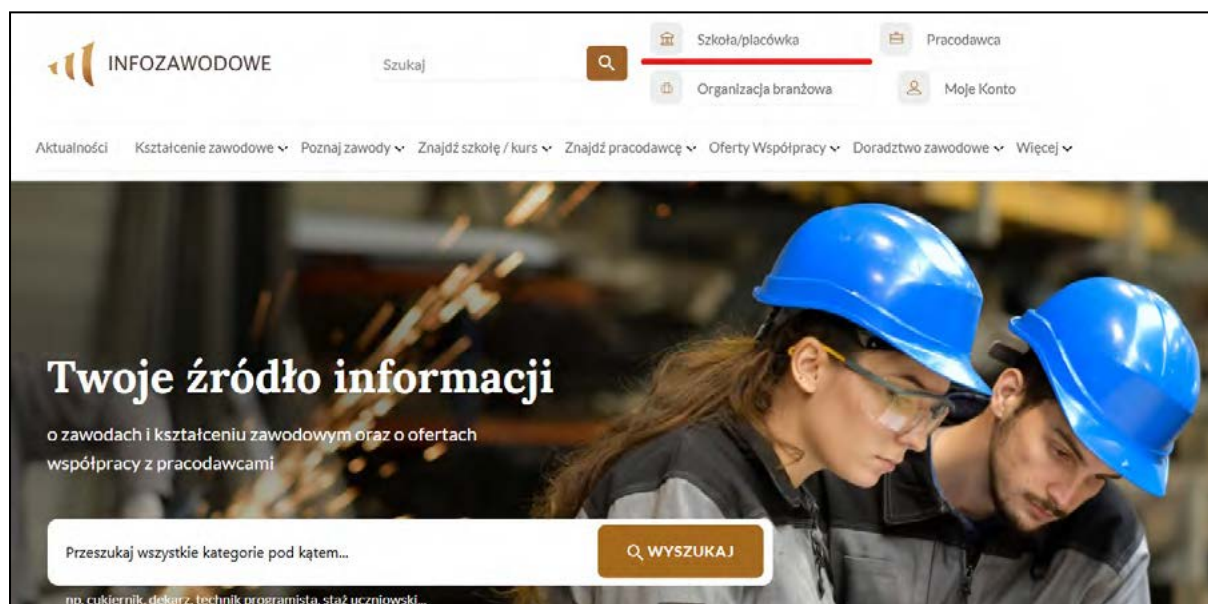 INFOZAWODOWE
Szukaj
Szkoła/placówka
Pracodawca
Organizacja branżowa
Moje Konto
Aktualności Kształcenie zawodowe Poznaj zawody Znajdź szkołę / kurs Znajdź pracodawcę Oferty Współpracy Doradztwo zawodowe Więcej
Twoje źródło informacji
o zawodach i kształceniu zawodowym oraz o ofertach
współpracy z pracodawcami
Przeszukaj wszystkie kategorie pod kątem...
WYSZUKAJ
np. cukiernik, dekarz, technik programista, staż uczniowski...